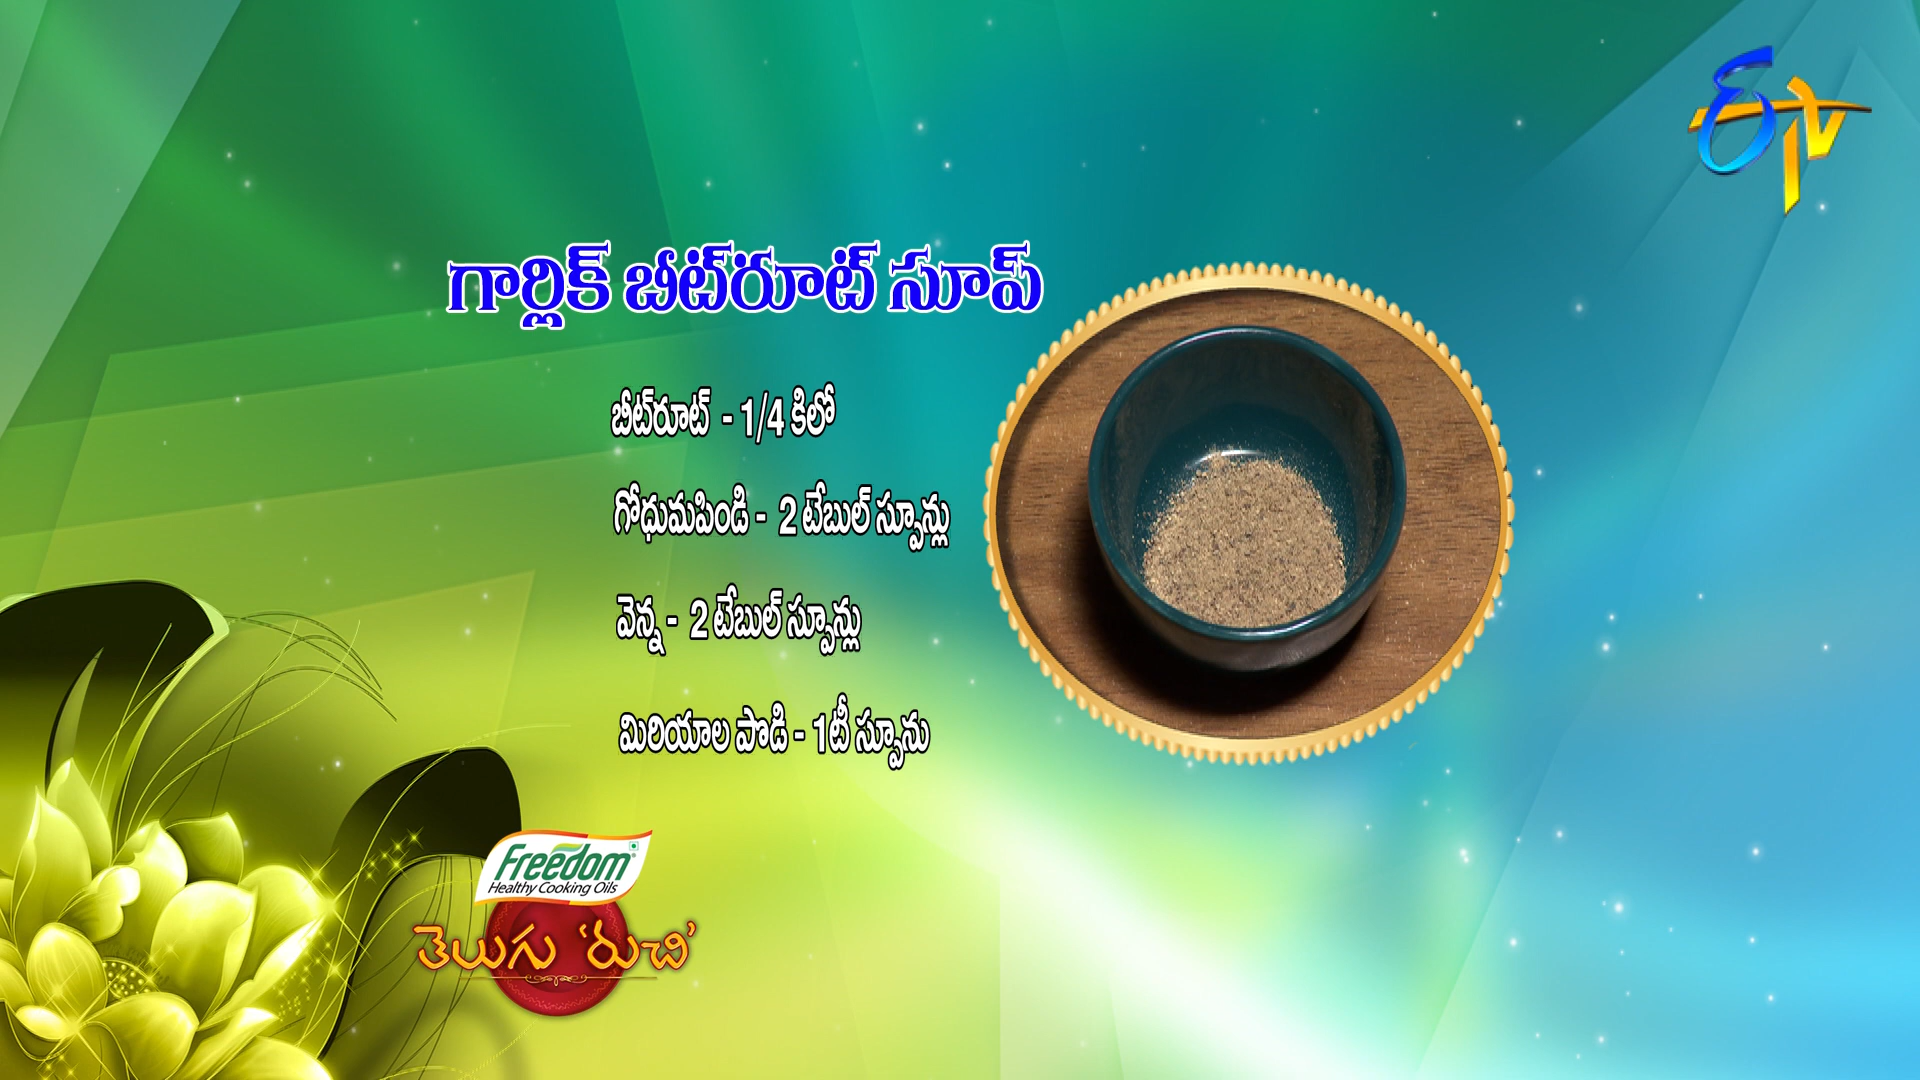 ETV
గార్లిక్ బీట్‌రూట్ సూప్
బీట్‌రూట్ - 1/4 కిలో
గోధుమపిండి - 2 టేబుల్ స్పూన్లు
వెన్న - 2 టేబుల్ స్పూన్లు
మిరియాల పొడి - 1టీ స్పూను
Freedom
Healthy Cooking Oils
తెలుగు 'రుచి'